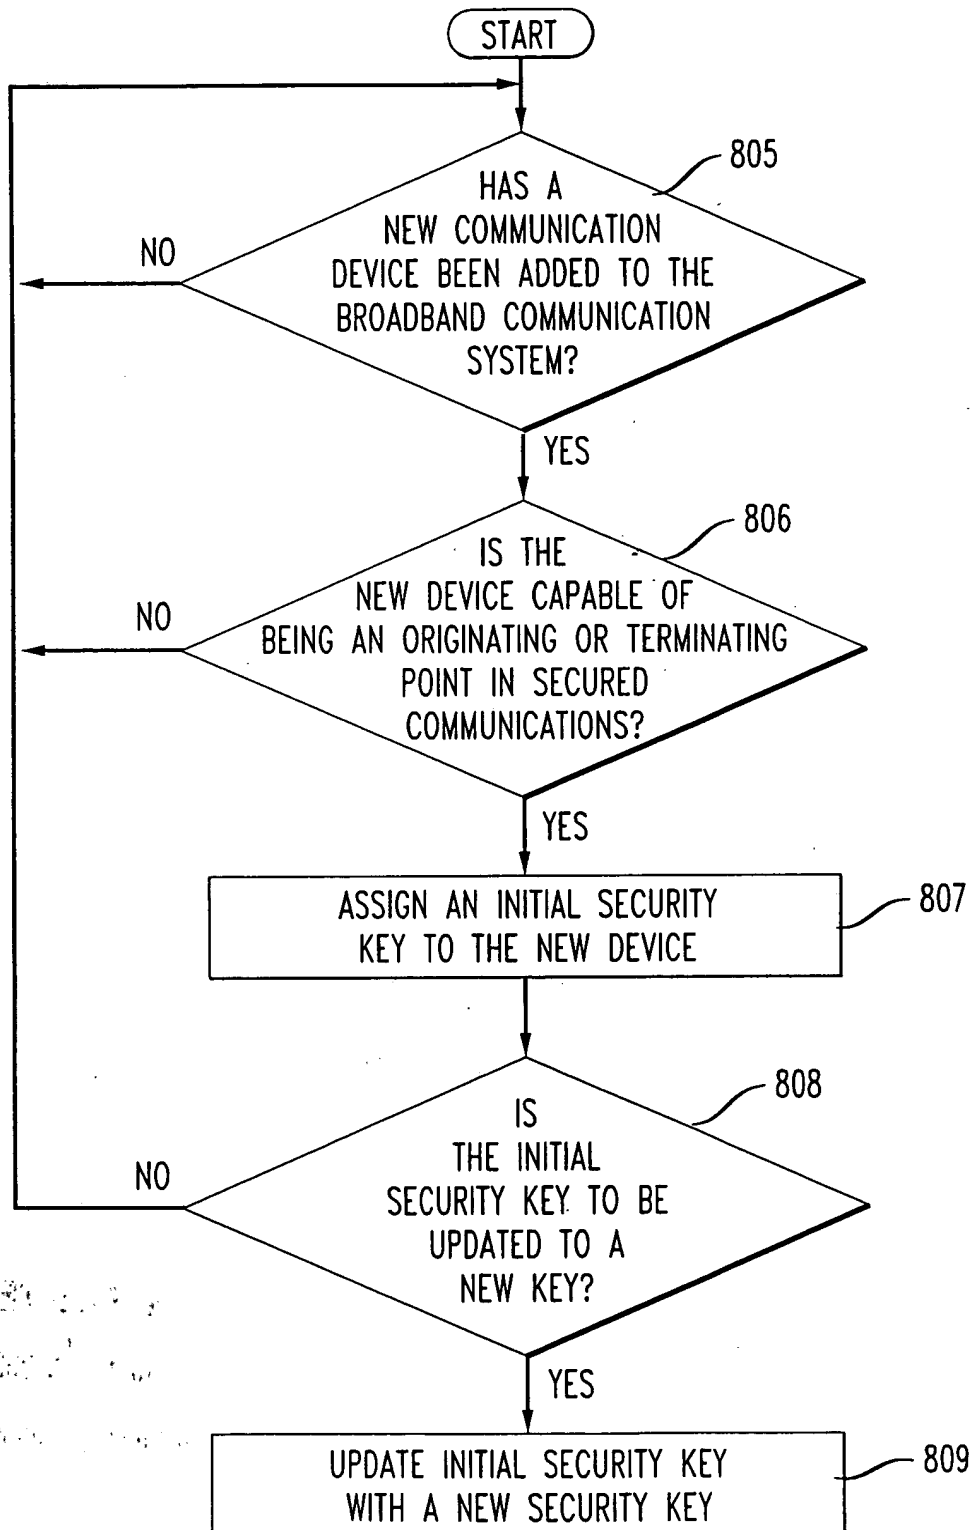 START
805
HAS A
NEW COMMUNICATION
DEVICE BEEN ADDED TO THE
BROADBAND COMMUNICATION
SYSTEM?
NO
YES
806
IS THE
NEW DEVICE CAPABLE OF
BEING AN ORIGINATING OR TERMINATING
POINT IN SECURED
COMMUNICATIONS?
NO
YES
ASSIGN AN INITIAL SECURITY
KEY TO THE NEW DEVICE
807
808
IS
THE INITIAL
SECURITY KEY TO BE
UPDATED TO A
NEW KEY?
NO
YES
UPDATE INITIAL SECURITY KEY
WITH A NEW SECURITY KEY
809